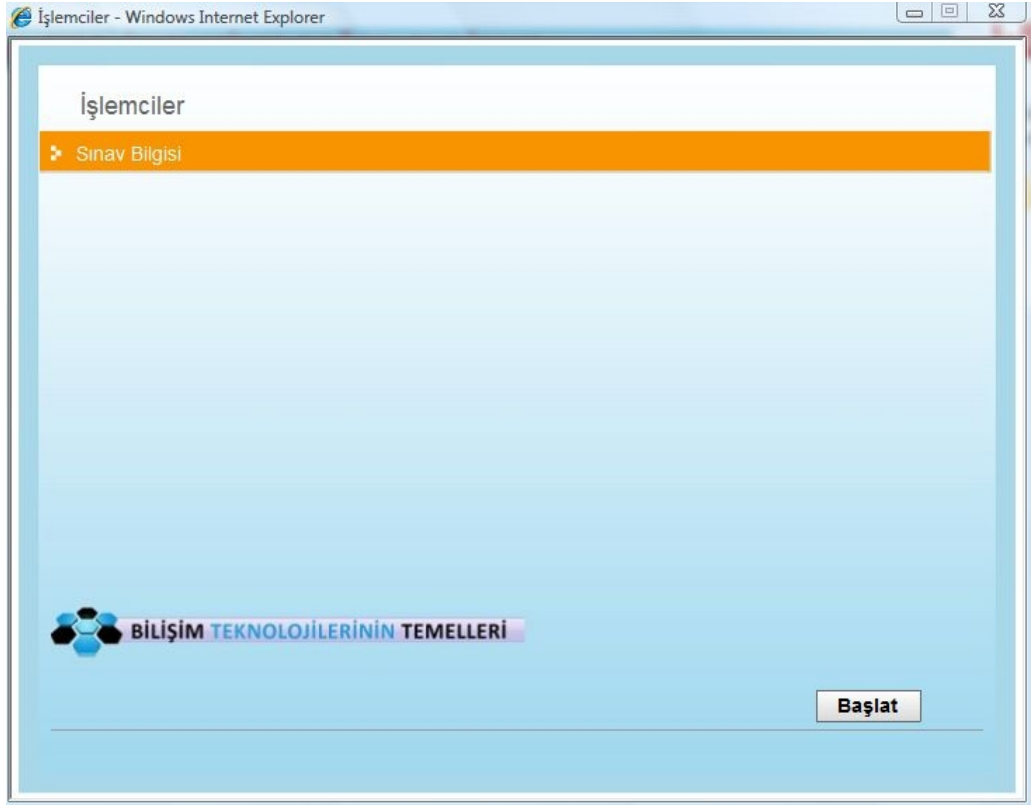 İşlemciler - Windows Internet Explorer
İşlemciler
Sınav Bilgisi
BİLİŞİM TEKNOLOJİLERİNİN TEMELLERİ
Başlat